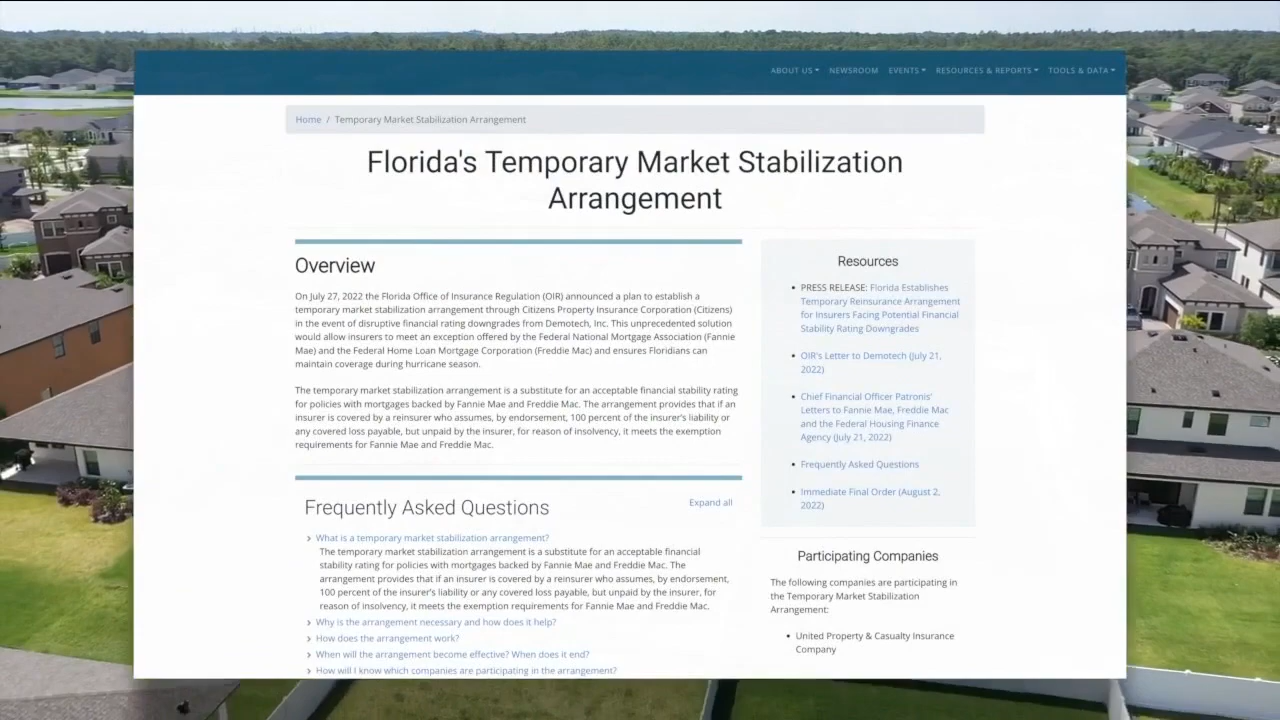 ABOUT US NEWSROOM EVENTS RESOURCES & REPORTS TOOLS & DATA
Home / Temporary Market Stabilization Arrangement
Florida's Temporary Market Stabilization
Arrangement
Overview
On July 27, 2022 the Florida Office of Insurance Regulation (OIR) announced a plan to establish a
temporary market stabilization arrangement through Citizens Property Insurance Corporation (Citizens)
in the event of disruptive financial rating downgrades from Demotech, Inc. This unprecedented solution
would allow insurers to meet an exception offered by the Federal National Mortgage Association (Fannie
Mae) and the Federal Home Loan Mortgage Corporation (Freddie Mac) and ensures Floridians can
maintain coverage during hurricane season.
The temporary market stabilization arrangement is a substitute for an acceptable financial stability rating
for policies with mortgages backed by Fannie Mae and Freddie Mac. The arrangement provides that if an
insurer is covered by a reinsurer who assumes, by endorsement, 100 percent of the insurer's liability or
any covered loss payable, but unpaid by the insurer, for reason of insolvency, it meets the exemption
requirements for Fannie Mae and Freddie Mac.
Frequently Asked Questions
Expand all
What is a temporary market stabilization arrangement?
The temporary market stabilization arrangement is a substitute for an acceptable financial
stability rating for policies with mortgages backed by Fannie Mae and Freddie Mac. The
arrangement provides that if an insurer is covered by a reinsurer who assumes, by endorsement,
100 percent of the insurer's liability or any covered loss payable, but unpaid by the insurer, for
reason of insolvency, it meets the exemption requirements for Fannie Mae and Freddie Mac.
Why is the arrangement necessary and how does it help?
How does the arrangement work?
When will the arrangement become effective? When does it end?
How will I know which companies are participating in the arrangement?
Resources
• PRESS RELEASE: Florida Establishes
Temporary Reinsurance Arrangement
for Insurers Facing Potential Financial
Stability Rating Downgrades
• OIR's Letter to Demotech (July 21,
2022)
• Chief Financial Officer Patronis'
Letters to Fannie Mae, Freddie Mac
and the Federal Housing Finance
Agency (July 21, 2022)
• Frequently Asked Questions
• Immediate Final Order (August 2,
2022)
Participating Companies
The following companies are participating in
the Temporary Market Stabilization
Arrangement:
• United Property & Casualty Insurance
Company